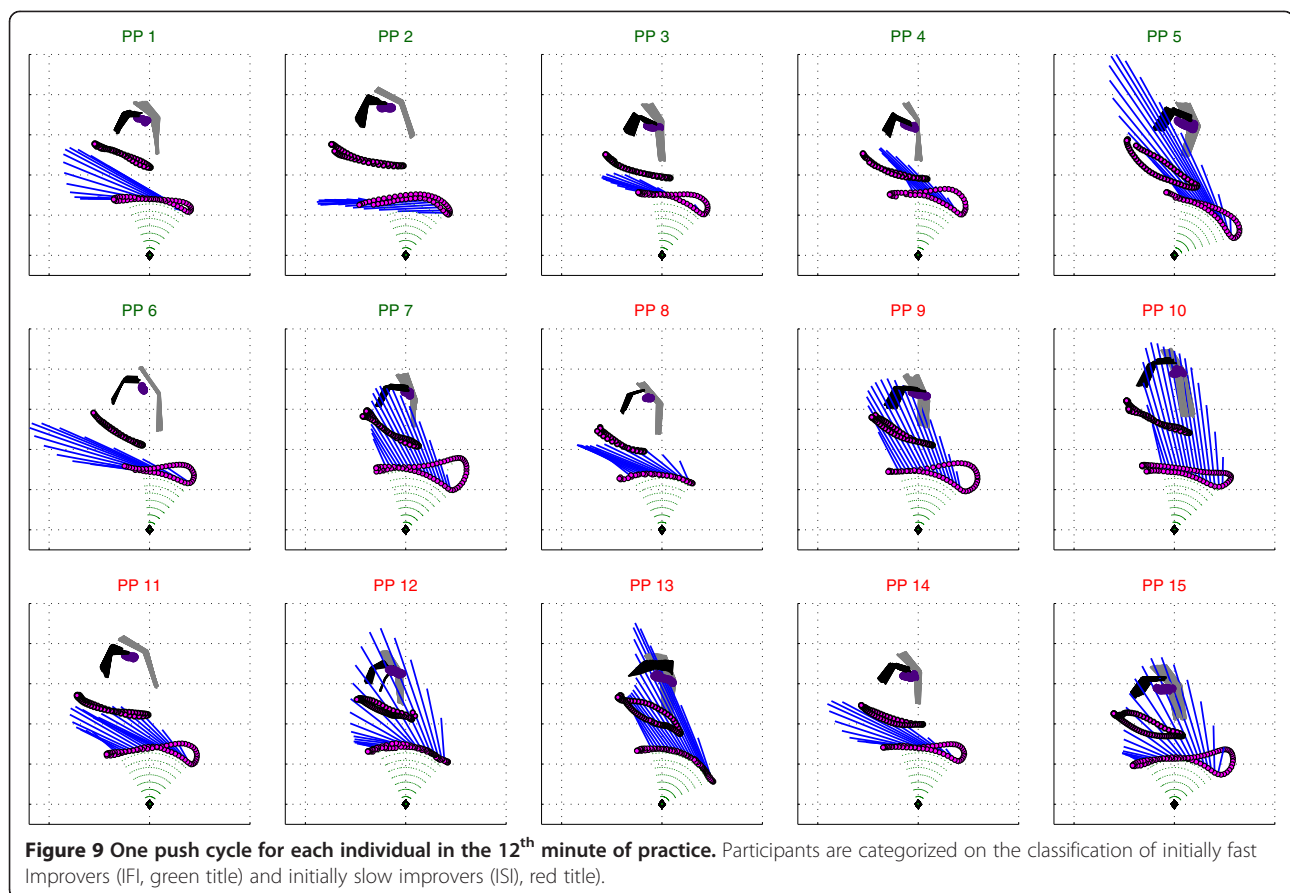 PP 1 PP 2 PP 3 PP 4 PP 5
PP 6 PP 7 PP 8 PP 9 PP 10
PP 11 PP 12 PP 13 PP 14 PP 15
Figure 9 One push cycle for each individual in the 12th minute of practice. Participants are categorized on the classification of initially fast
Improvers (IFI, green title) and initially slow improvers (ISI), red title).